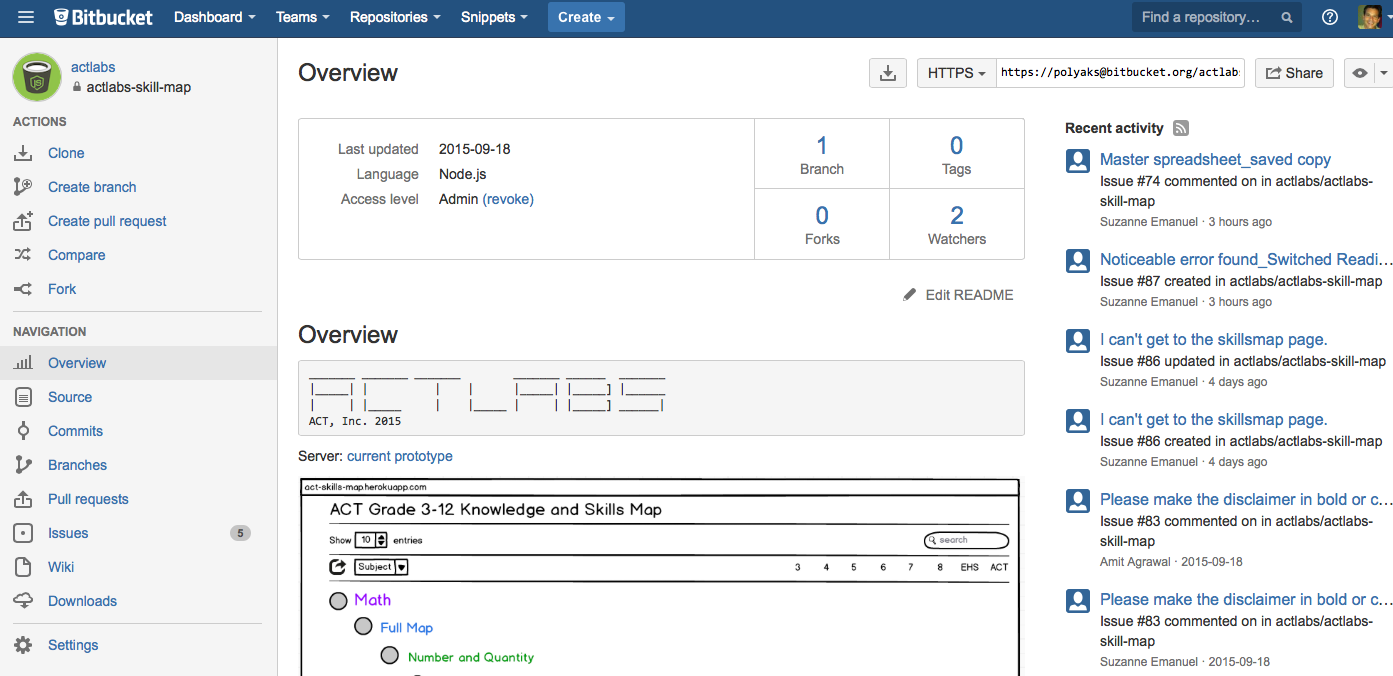 Bitbucket Dashboard Teams Repositories Snippets Create Find a repository...
actlabs
actlabs-skill-map
ACTIONS
Clone
Create branch
Create pull request
Compare
Fork
NAVIGATION
Overview
Source
Commits
Branches
Pull requests
Issues 5
Wiki
Downloads
Settings
Overview
HTTPS https://polyaks@bitbucket.org/actlab
Share
Last updated 2015-09-18
Language Node.js
Access level Admin (revoke)
1
Branch
0
Tags
0
Forks
2
Watchers
Edit README
Overview
ACTLABS
ACT, Inc. 2015
Server: current prototype
act-skills-map.herokuapp.com
ACT Grade 3-12 Knowledge and Skills Map
Show 10 entries search
Subject 3 4 5 6 7 8 EHS ACT
Math
Full Map
Number and Quantity
Recent activity
Master spreadsheet_saved copy
Issue #74 commented on in actlabs/actlabs-
skill-map
Suzanne Emanuel · 3 hours ago
Noticeable error found_Switched Readi...
Issue #87 created in actlabs/actlabs-skill-map
Suzanne Emanuel · 3 hours ago
I can't get to the skillsmap page.
Issue #86 updated in actlabs/actlabs-skill-map
Suzanne Emanuel · 4 days ago
I can't get to the skillsmap page.
Issue #86 created in actlabs/actlabs-skill-map
Suzanne Emanuel · 4 days ago
Please make the disclaimer in bold or c...
Issue #83 commented on in actlabs/actlabs-
skill-map
Amit Agrawal · 2015-09-18
Please make the disclaimer in bold or c...
Issue #83 commented on in actlabs/actlabs-
skill-map
Suzanne Emanuel · 2015-09-18